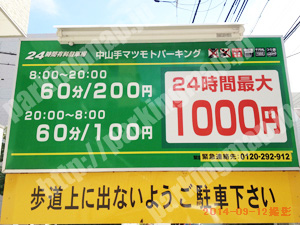 24時間有料駐車場 中山手マツモトパーキング
8:00～20:00
60分/200円
20:00～8:00
60分/100円
24時間最大
1000円
緊急連絡先:0120-292-912
歩道上に出ないようご駐車下さい
2014-09-12撮影